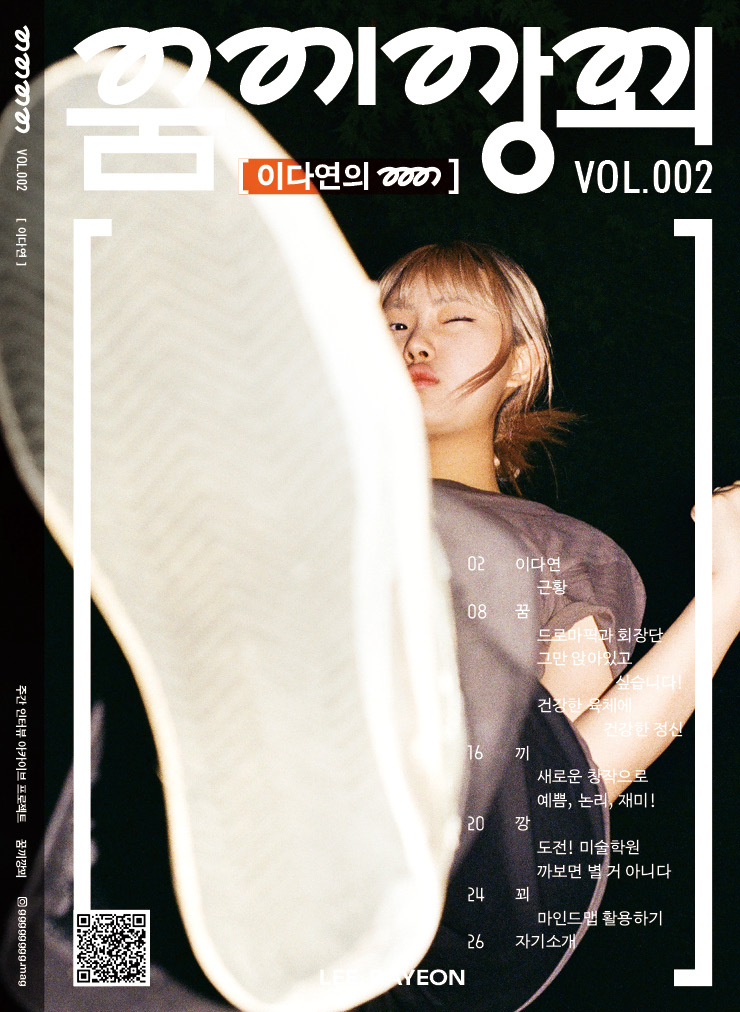 꿈끼깡꾀
[ 이다연의 ]
VOL.002
02 이다연
근황
08 꿈
드로마픽과 회장단
그만 앉아있고
싶습니다!
건강한 육체에
건강한 정신
16 끼
새로운 창작으로
예쁨, 논리, 재미!
20 깡
도전! 미술학원
까보면 별 거 아니다
24 꾀
마인드맵 활용하기
26 자기소개
LEE DAYEON
VOL.002
[ 이다연 ]
주간 인터뷰 아카이브 프로젝트
꿈끼깡꾀